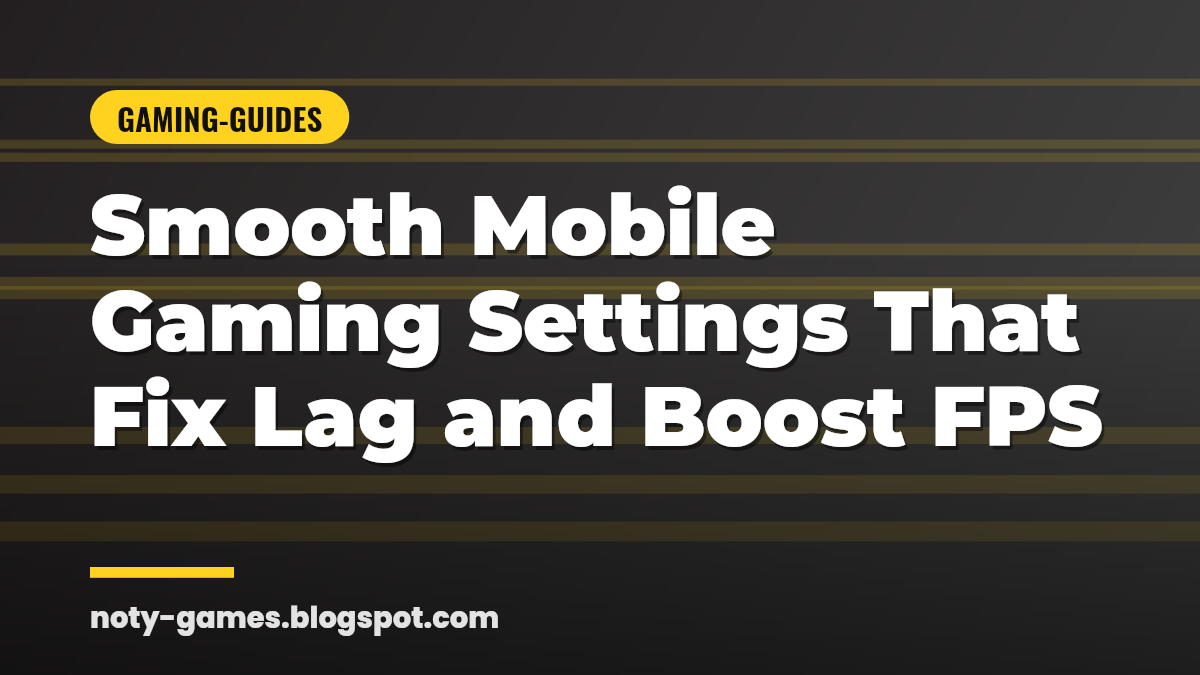 GAMING-GUIDES
Smooth Mobile
Gaming Settings That
Fix Lag and Boost FPS
noty-games.blogspot.com